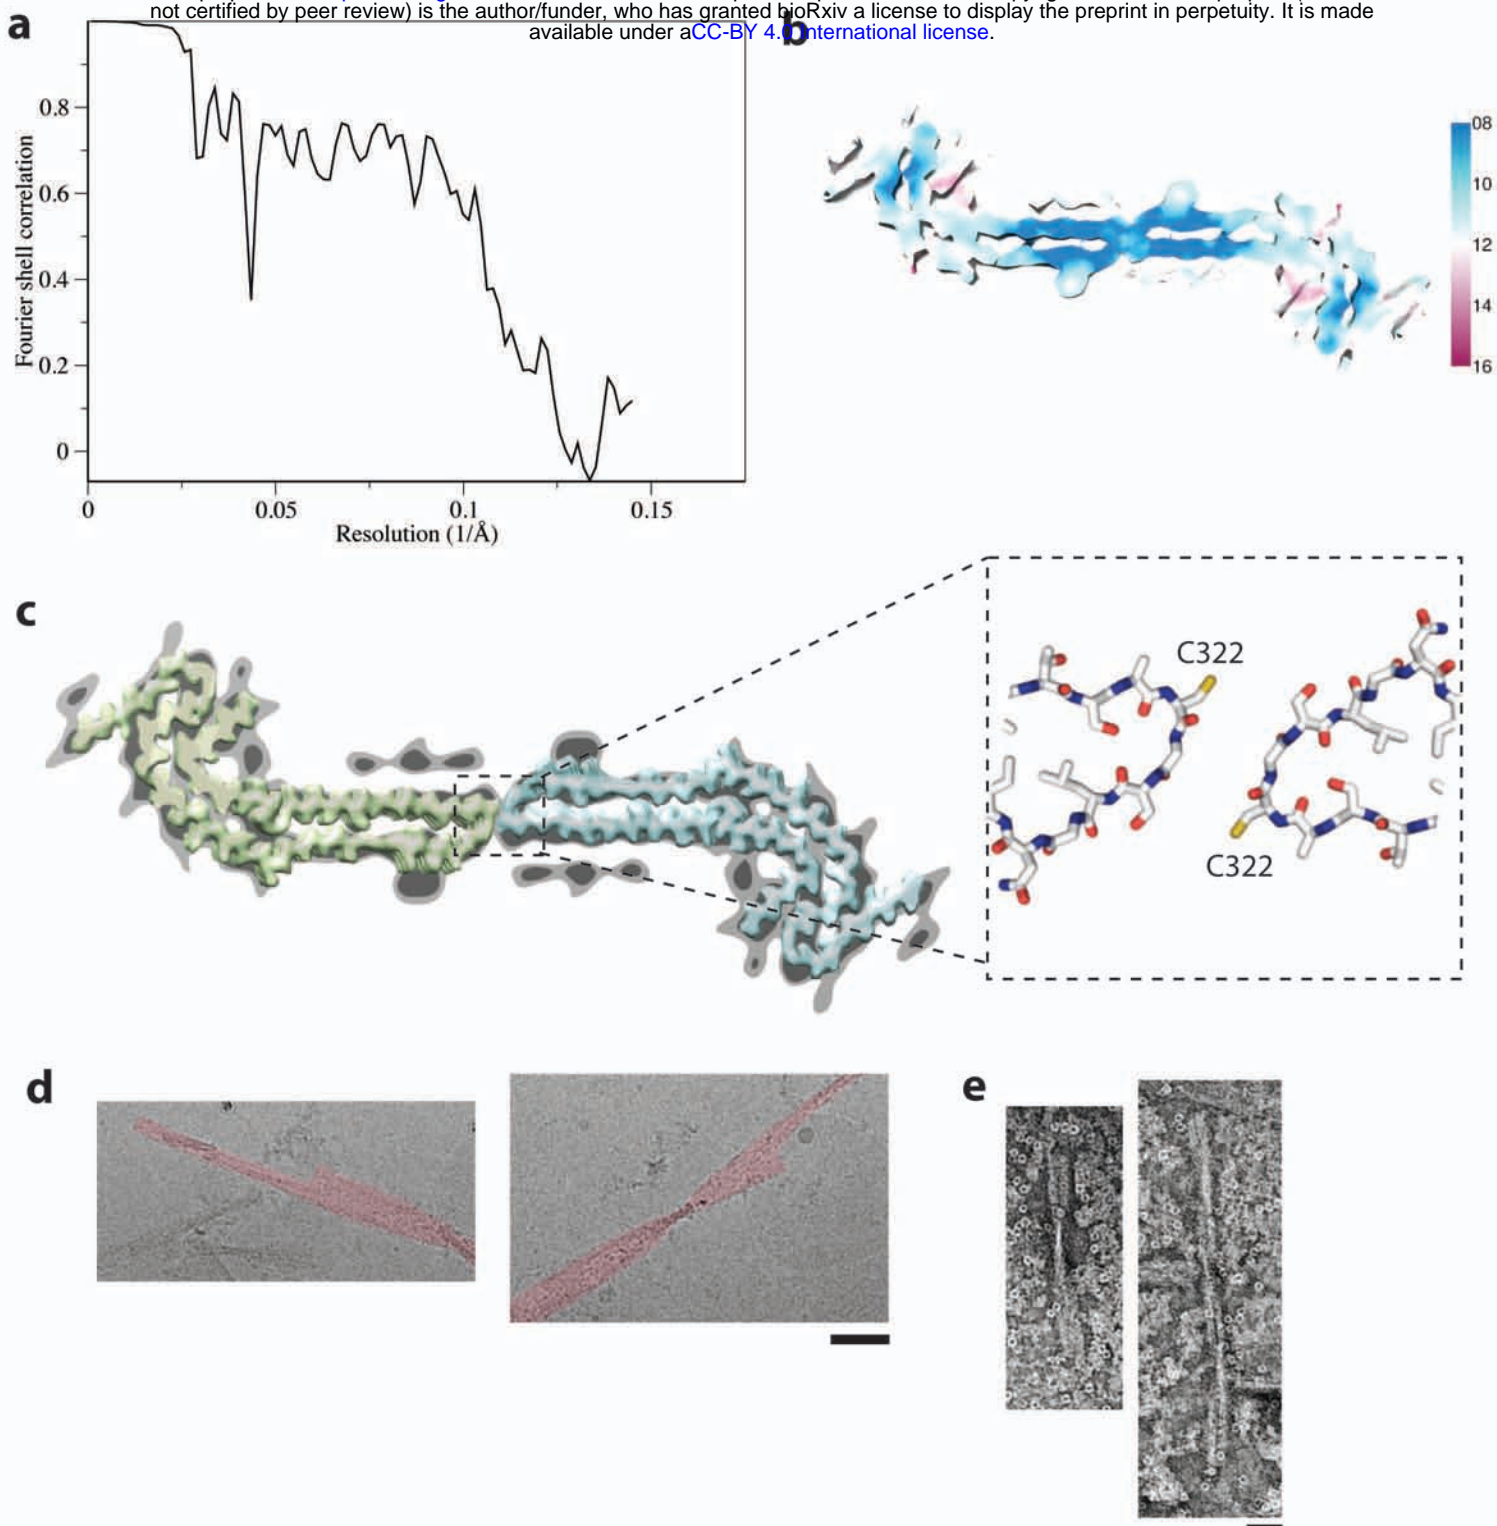 not certified by peer review) is the author/funder, who has granted bioRxiv a license to display the preprint in perpetuity. It is made
available under aCC-BY 4.0 International license.
a
b
0.8
0.6
0.4
0.2
0
Fourier shell correlation
0
0.05
0.1
0.15
Resolution (1/Å)
08
10
12
14
16
c
C322
C322
d
e